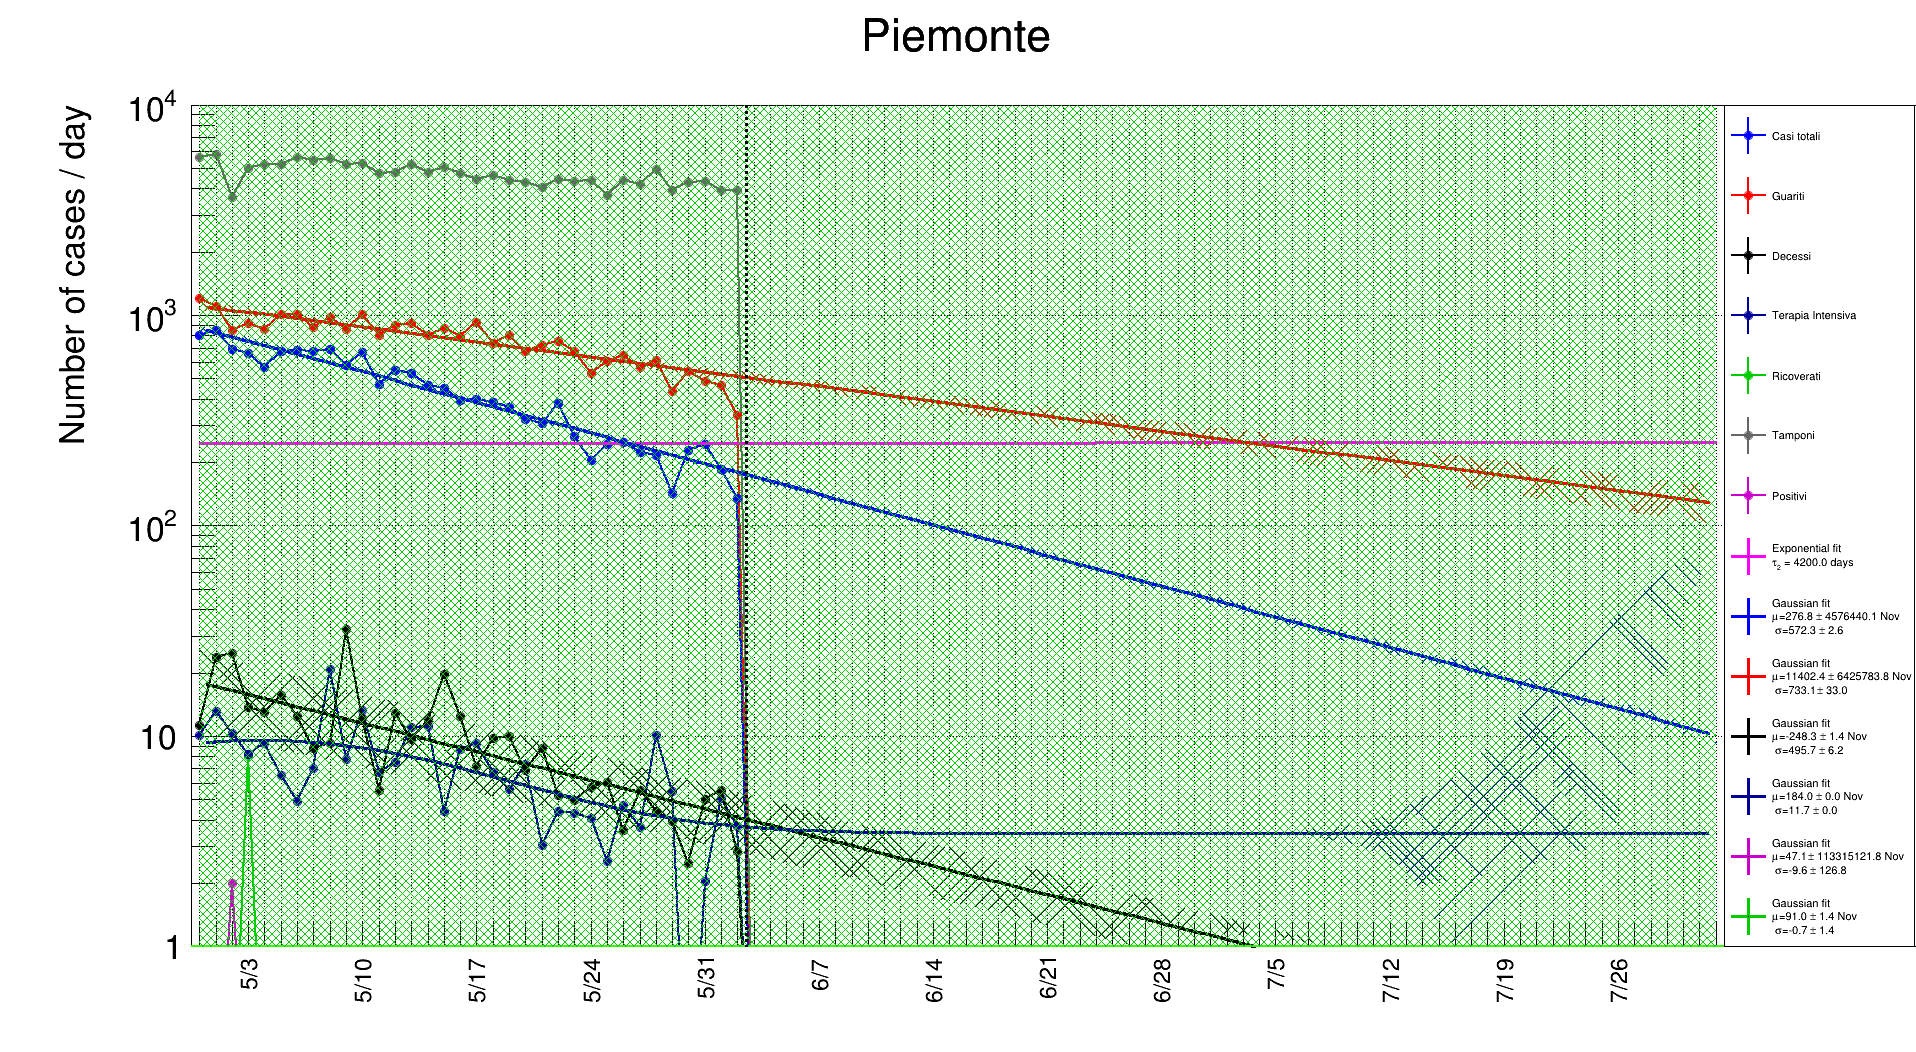 Piemonte
Number of cases / day
10⁴
10³
10²
10
1
5/3
5/10
5/17
5/24
5/31
6/7
6/14
6/21
6/28
7/5
7/12
7/19
7/26
Casi totali
Guariti
Decessi
Terapia Intensiva
Ricoverati
Tamponi
Positivi
Exponential fit
τ₂ = 4200.0 days
Gaussian fit
μ=276.8 ± 4576440.1 Nov
σ=572.3 ± 2.6
Gaussian fit
μ=11402.4 ± 6425783.8 Nov
σ=733.1 ± 33.0
Gaussian fit
μ=-248.3 ± 1.4 Nov
σ=495.7 ± 6.2
Gaussian fit
μ=184.0 ± 0.0 Nov
σ=11.7 ± 0.0
Gaussian fit
μ=47.1 ± 113315121.8 Nov
σ=-9.6 ± 126.8
Gaussian fit
μ=91.0 ± 1.4 Nov
σ=-0.7 ± 1.4